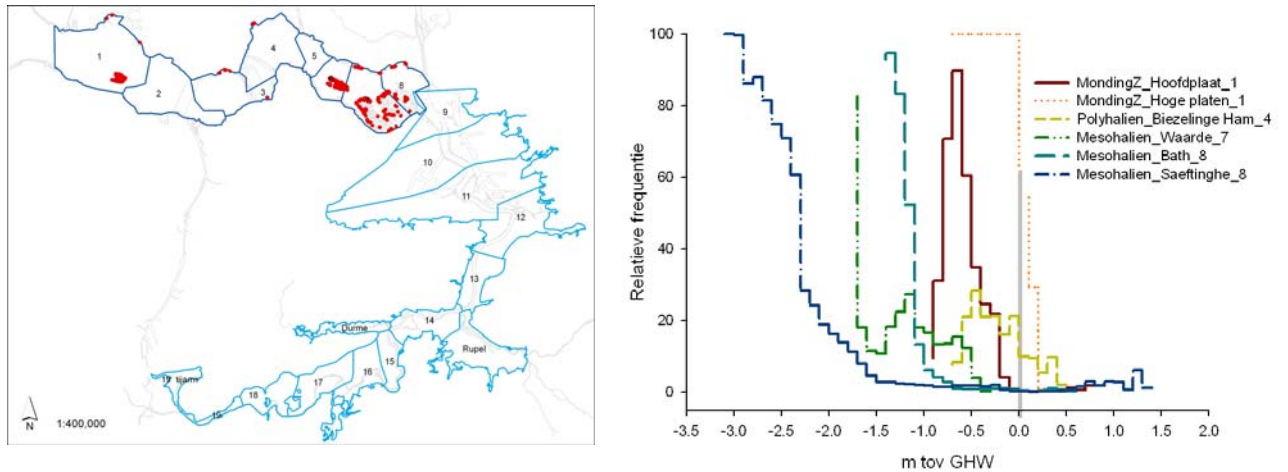 1
2
3
4
5
8
9
10
11
12
13
14
Durme
Rupel
15
16
17
18
19 tijarm
N
1:400,000
Relatieve frequentie
100
80
60
40
20
0
-3.5 -3.0 -2.5 -2.0 -1.5 -1.0 -0.5 0.0 0.5 1.0 1.5 2.0
m tov GHW
MondingZ_Hoofdplaat_1
MondingZ_Hoge platen_1
Polyhalien_Biezelinge Ham_4
Mesohalien_Waarde_7
Mesohalien_Bath_8
Mesohalien_Saeftinghe_8